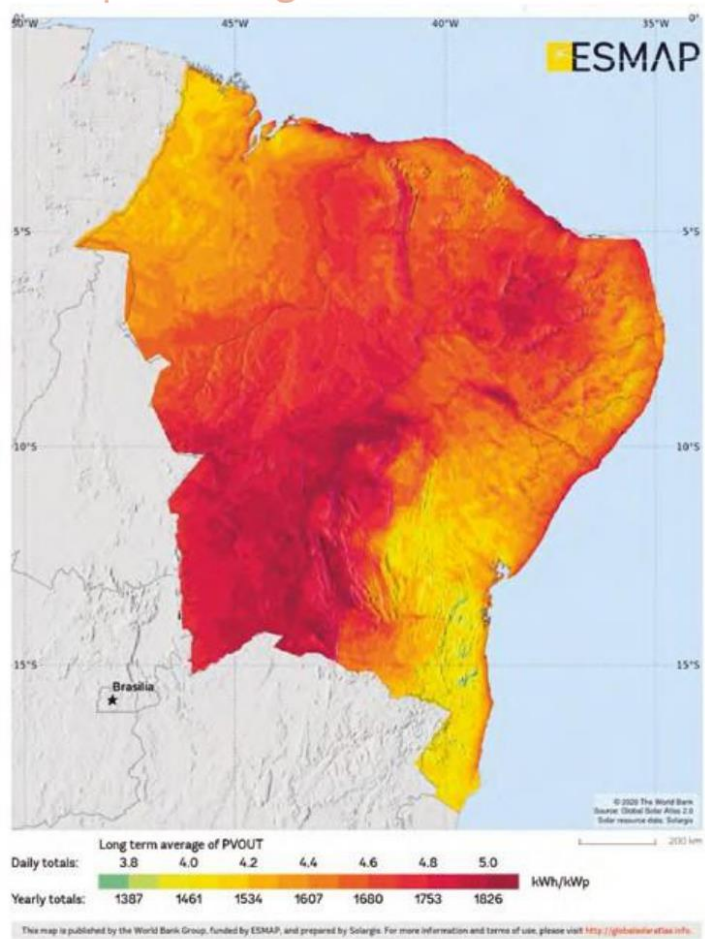 50°W 45°W 40°W 35°W 0°
ESMAP
5°S 5°S
10°S 10°S
15°S 15°S
Brasilia
© 2020 The World Bank
Source: Global Solar Atlas 2.0
Solar resource data: Solargis
200 km
Long term average of PVOUT
Daily totals: 3.8 4.0 4.2 4.4 4.6 4.8 5.0
kWh/kWp
Yearly totals: 1387 1461 1534 1607 1680 1753 1826
This map is published by the World Bank Group, funded by ESMAP, and prepared by Solargis. For more information and terms of use, please visit http://globalsolaratlas.info.